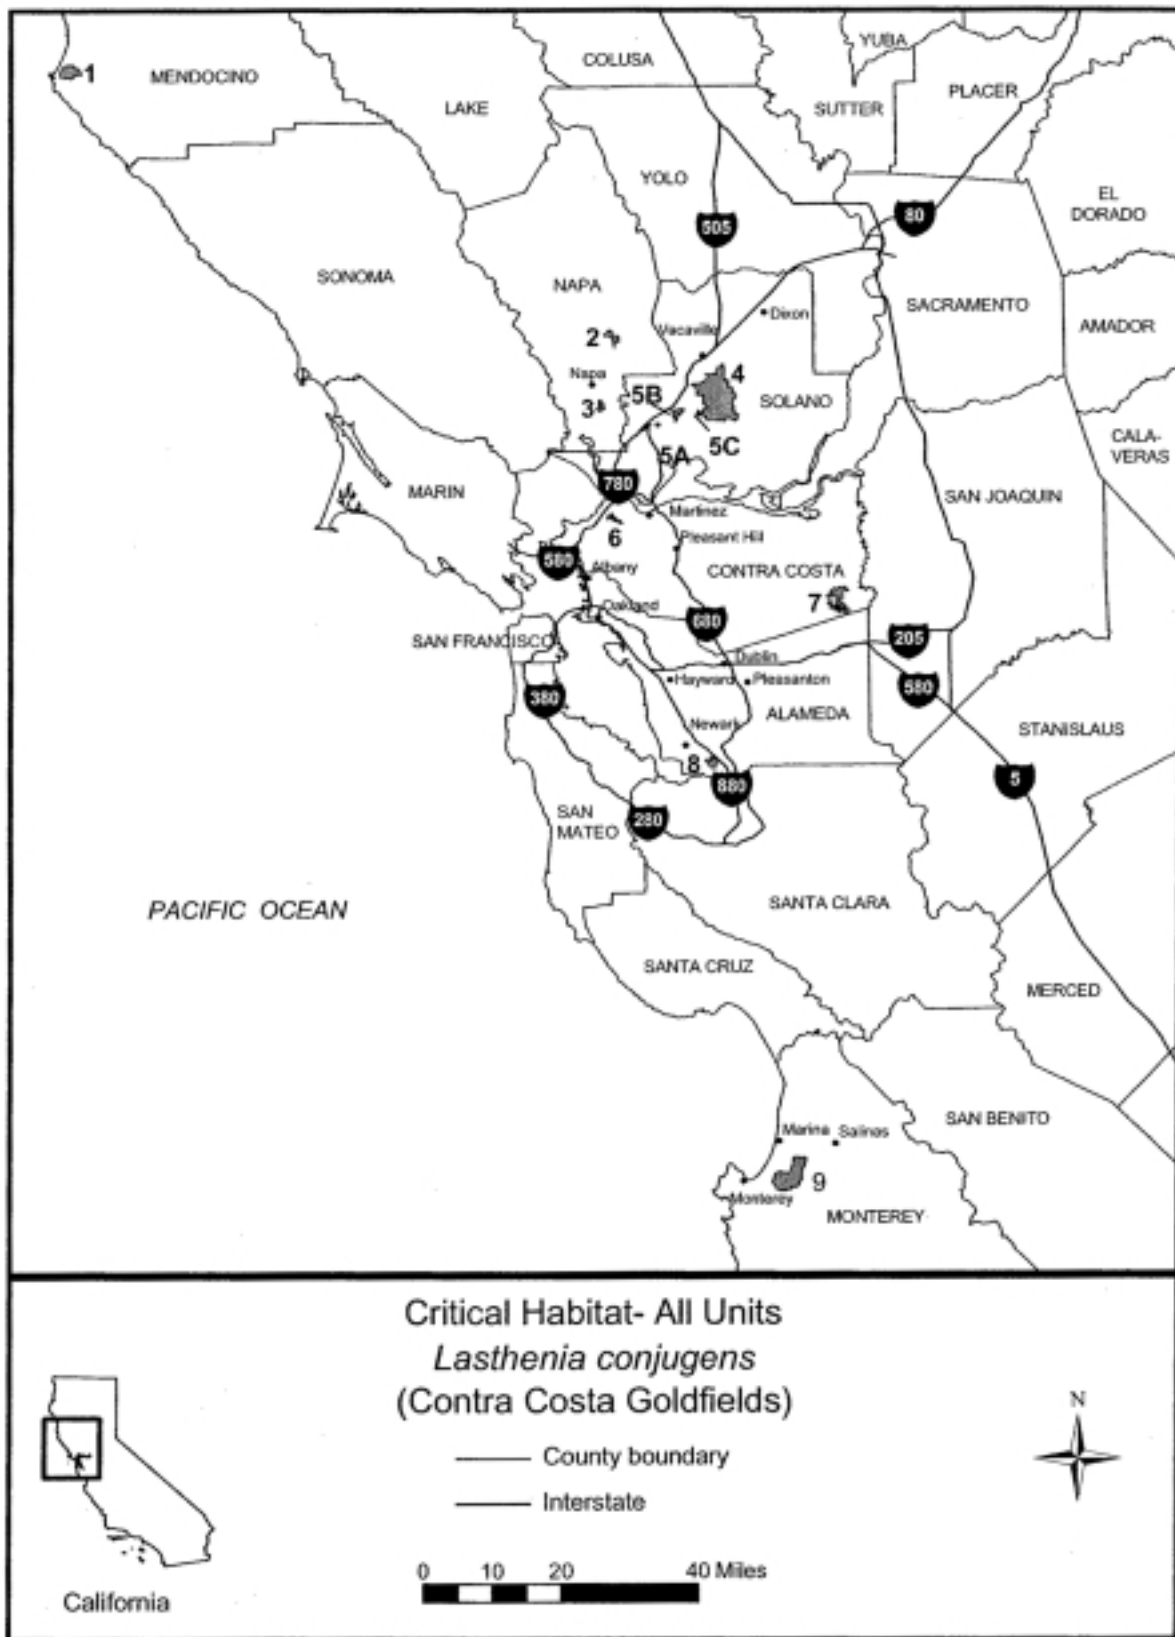 COLUSA
YUBA
1
MENDOCINO
LAKE
SUTTER
PLACER
YOLO
EL
DORADO
505
80
SONOMA
NAPA
SACRAMENTO
AMADOR
Dixon
Vacaville
2
Napa
4
5B
3
SOLANO
5C
5A
CALA-
VERAS
780
MARIN
SAN JOAQUIN
Martinez
6
Pleasant Hill
580
Albany
CONTRA COSTA
7
Oakland
680
SAN FRANCISCO
205
Dublin
Hayward
Pleasanton
580
380
ALAMEDA
Newark
STANISLAUS
8
880
5
SAN
MATEO
280
SANTA CLARA
PACIFIC OCEAN
SANTA CRUZ
MERCED
SAN BENITO
Marina
Salinas
9
Monterey
MONTEREY
Critical Habitat- All Units
Lasthenia conjugens
(Contra Costa Goldfields)
N
County boundary
Interstate
0 10 20 40 Miles
California